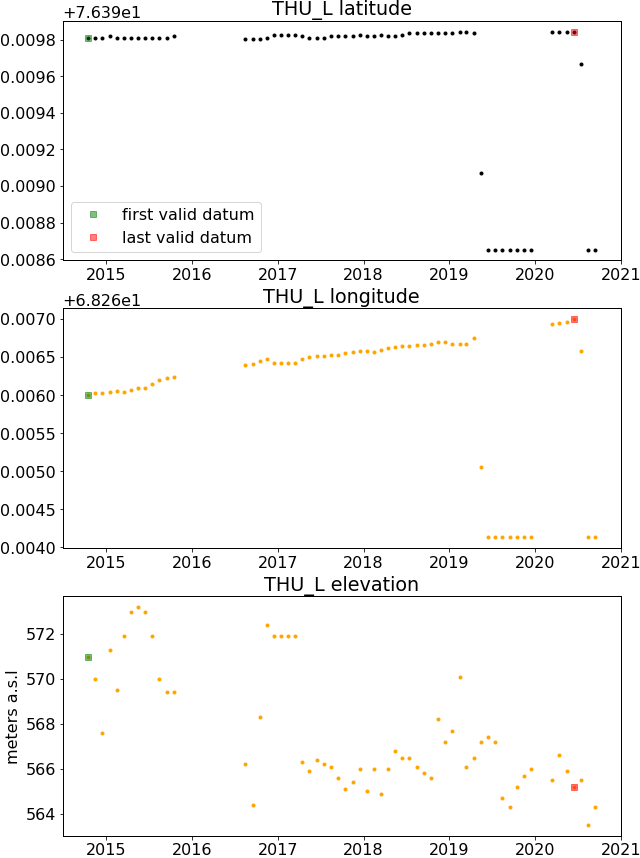 THU_L latitude
+7.639e1
0.0098
0.0096
0.0094
0.0092
0.0090
0.0088
0.0086
first valid datum
last valid datum
2015 2016 2017 2018 2019 2020 2021
THU_L longitude
+6.826e1
0.0070
0.0065
0.0060
0.0055
0.0050
0.0045
0.0040
2015 2016 2017 2018 2019 2020 2021
THU_L elevation
meters a.s.l
572
570
568
566
564
2015 2016 2017 2018 2019 2020 2021